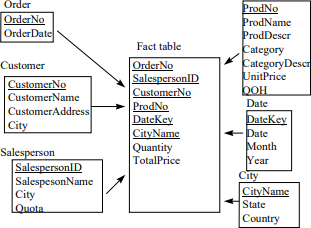 Order
OrderNo
OrderDate
Customer
CustomerNo
CustomerName
CustomerAddress
City
Salesperson
SalespersonID
SalespesonName
City
Quota
Fact table
OrderNo
SalespersonID
CustomerNo
ProdNo
DateKey
CityName
Quantity
TotalPrice
ProdNo
ProdName
ProdDescr
Category
CategoryDescr
UnitPrice
QOH
Date
DateKey
Date
Month
Year
City
CityName
State
Country